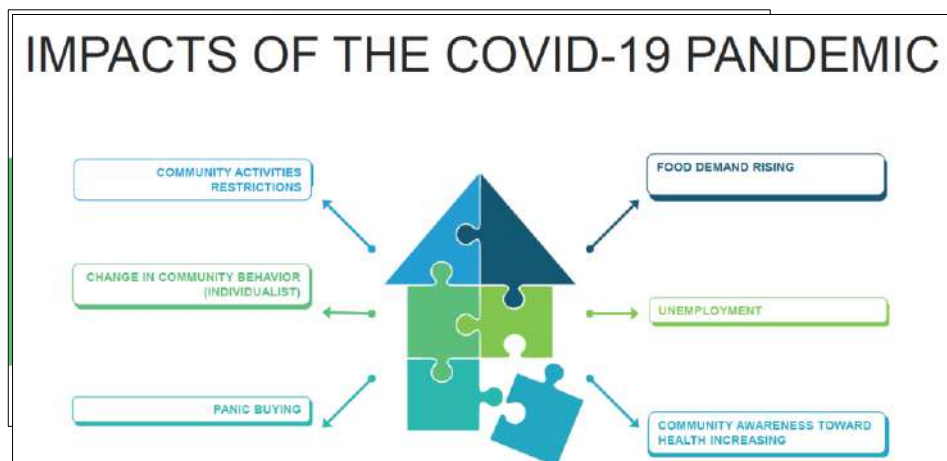 IMPACTS OF THE COVID-19 PANDEMIC
COMMUNITY ACTIVITIES
RESTRICTIONS
CHANGE IN COMMUNITY BEHAVIOR
(INDIVIDUALIST)
PANIC BUYING
FOOD DEMAND RISING
UNEMPLOYMENT
COMMUNITY AWARENESS TOWARD
HEALTH INCREASING